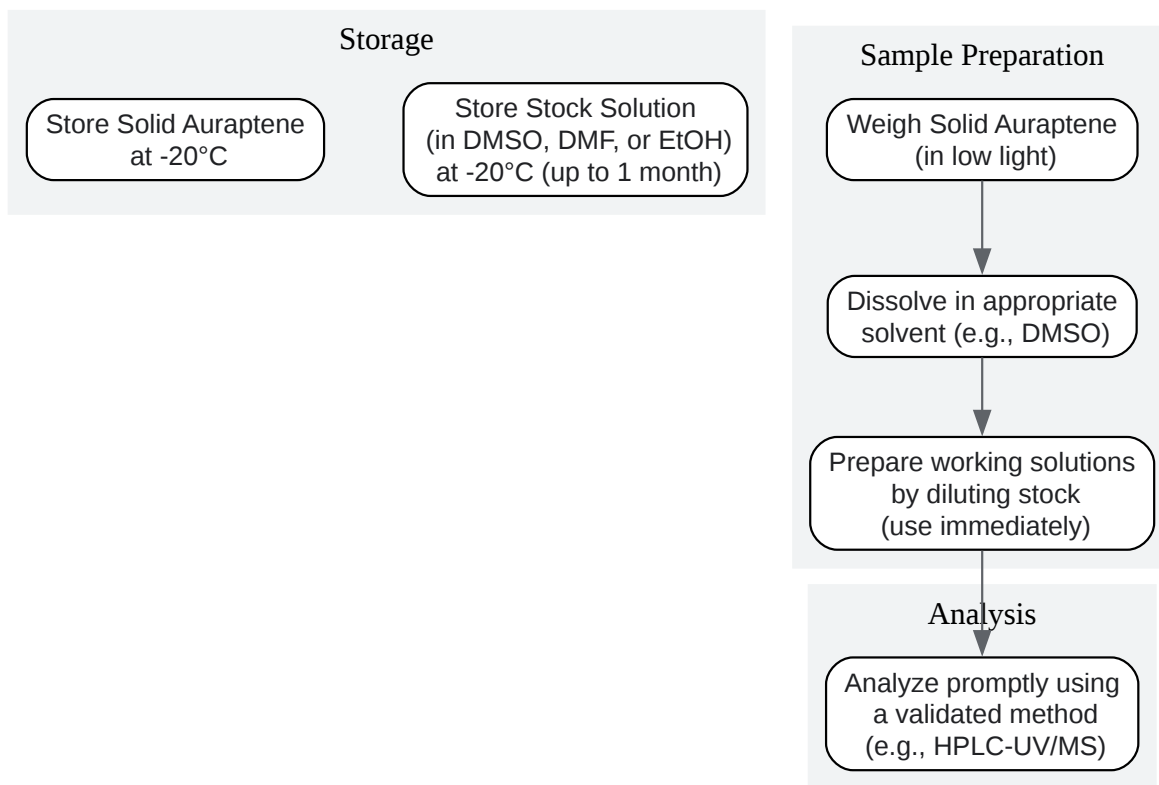 Storage
Store Solid Auraptene
at -20°C
Store Stock Solution
(in DMSO, DMF, or EtOH)
at -20°C (up to 1 month)
Sample Preparation
Weigh Solid Auraptene
(in low light)
Dissolve in appropriate
solvent (e.g., DMSO)
Prepare working solutions
by diluting stock
(use immediately)
Analysis
Analyze promptly using
a validated method
(e.g., HPLC-UV/MS)